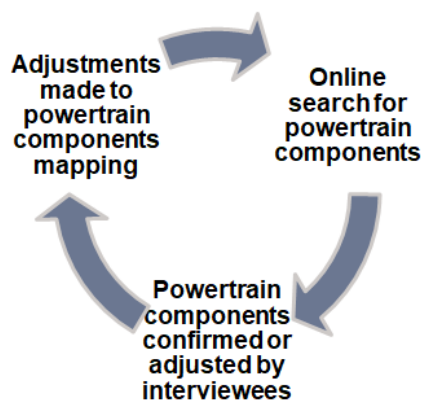 Adjustments
made to
powertrain
components
mapping
Online
search for
powertrain
components
Powertrain
components
confirmed or
adjusted by
interviewees